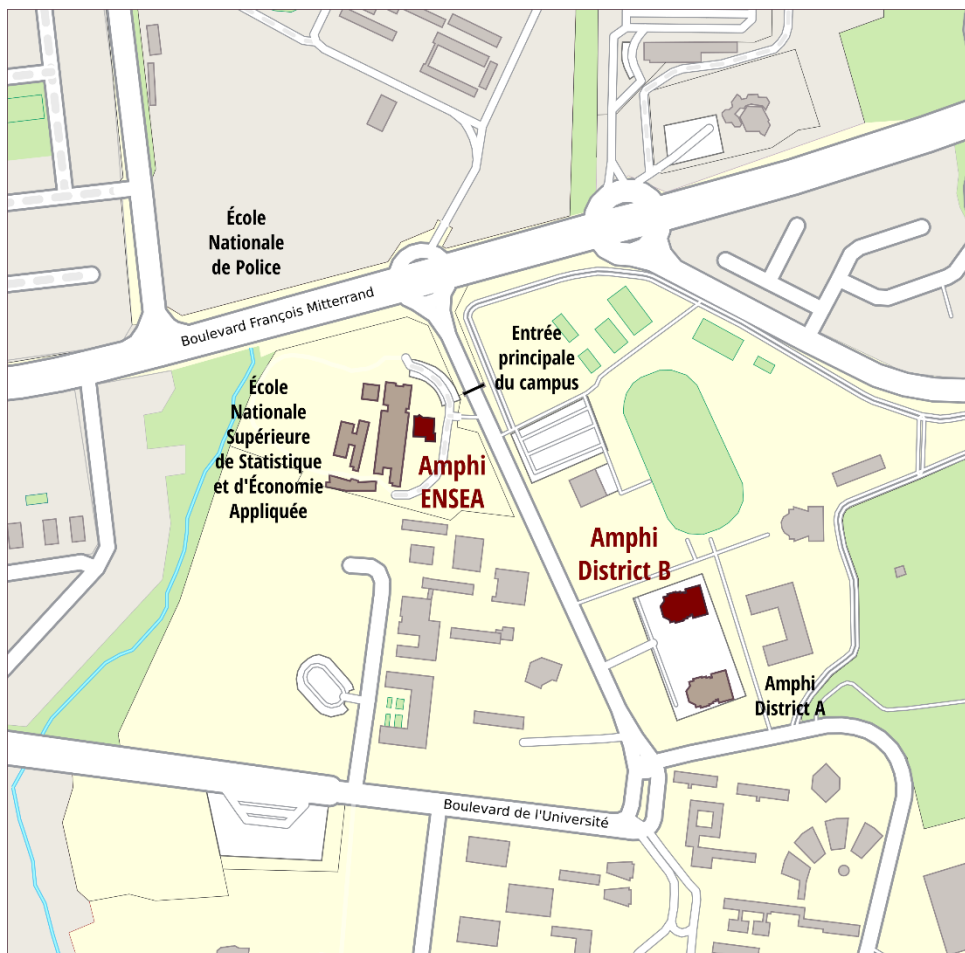 École
Nationale
de Police
Boulevard François Mitterrand
Entrée
principale
du campus
École
Nationale
Supérieure
de Statistique
et d'Économie
Appliquée
Amphi
ENSEA
Amphi
District B
Amphi
District A
Boulevard de l'Université